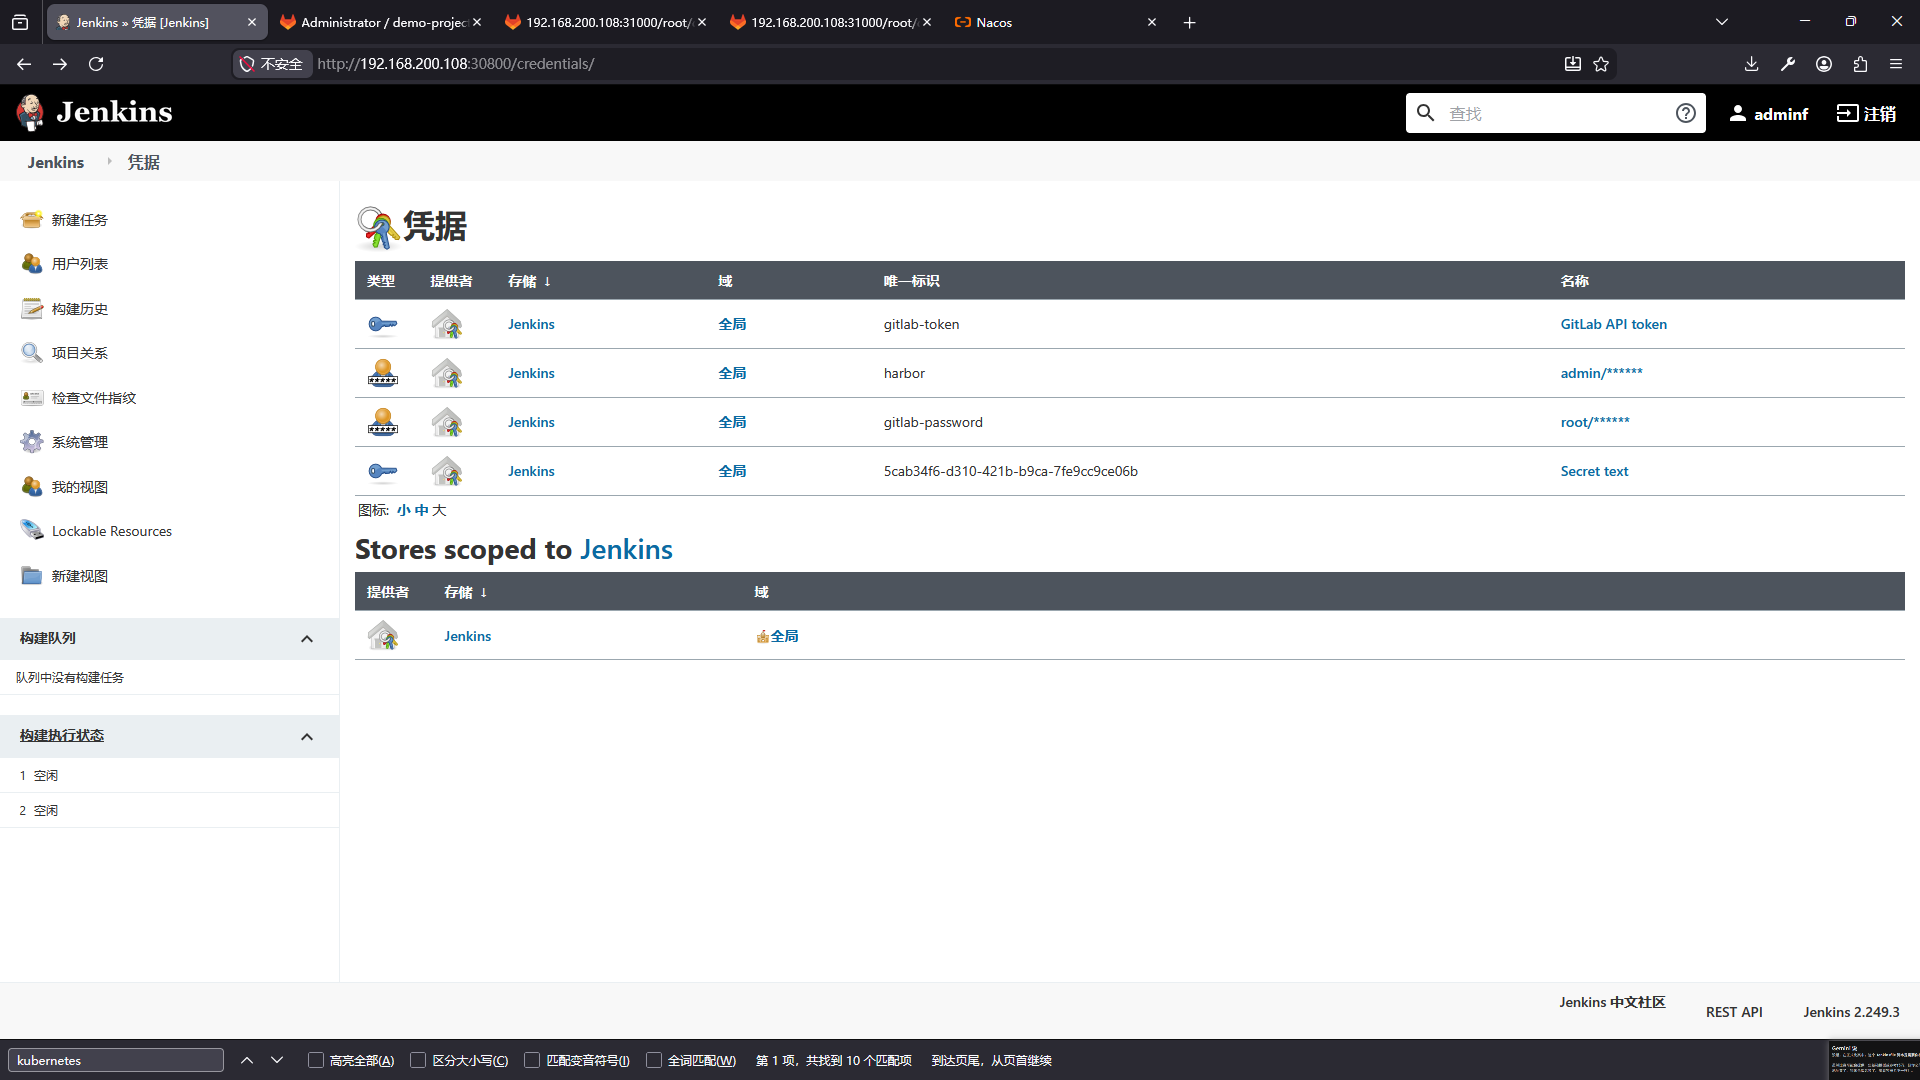 Jenkins » 凭据 [Jenkins]
Administrator / demo-projec
192.168.200.108:31000/root/
192.168.200.108:31000/root/
Nacos
不安全
http://192.168.200.108:30800/credentials/
Jenkins
查找
adminf
注销
Jenkins
凭据
新建任务
用户列表
构建历史
项目关系
检查文件指纹
系统管理
我的视图
Lockable Resources
新建视图
构建队列
队列中没有构建任务
构建执行状态
1 空闲
2 空闲
凭据
类型 提供者 存储 ↓ 域 唯一标识 名称
Jenkins 全局 gitlab-token GitLab API token
Jenkins 全局 harbor admin/******
Jenkins 全局 gitlab-password root/******
Jenkins 全局 5cab34f6-d310-421b-b9ca-7fe9cc9ce06b Secret text
图标: 小 中 大
Stores scoped to Jenkins
提供者 存储 ↓ 域
Jenkins 全局
Jenkins 中文社区
REST API
Jenkins 2.249.3
kubernetes
高亮全部(A)
区分大小写(C)
匹配变音符号(I)
全词匹配(W)
第 1 项，共找到 10 个匹配项
到达页尾，从页首继续